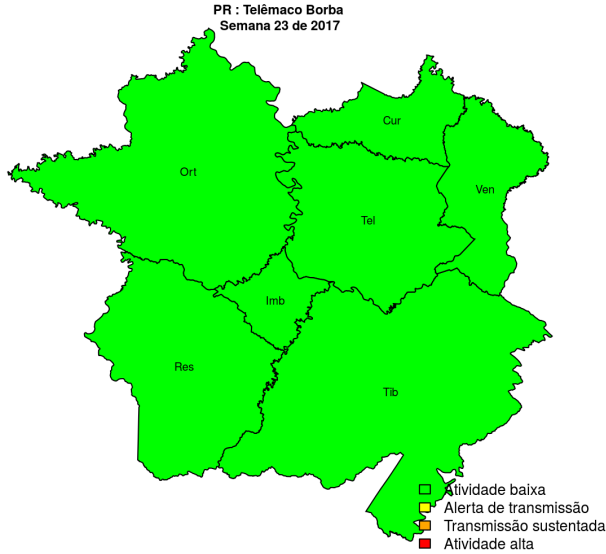 PR : Telêmaco Borba
Semana 23 de 2017
Cur
Ort
Ven
Tel
Imb
Res
Tib
Atividade baixa
Alerta de transmissão
Transmissão sustentada
Atividade alta